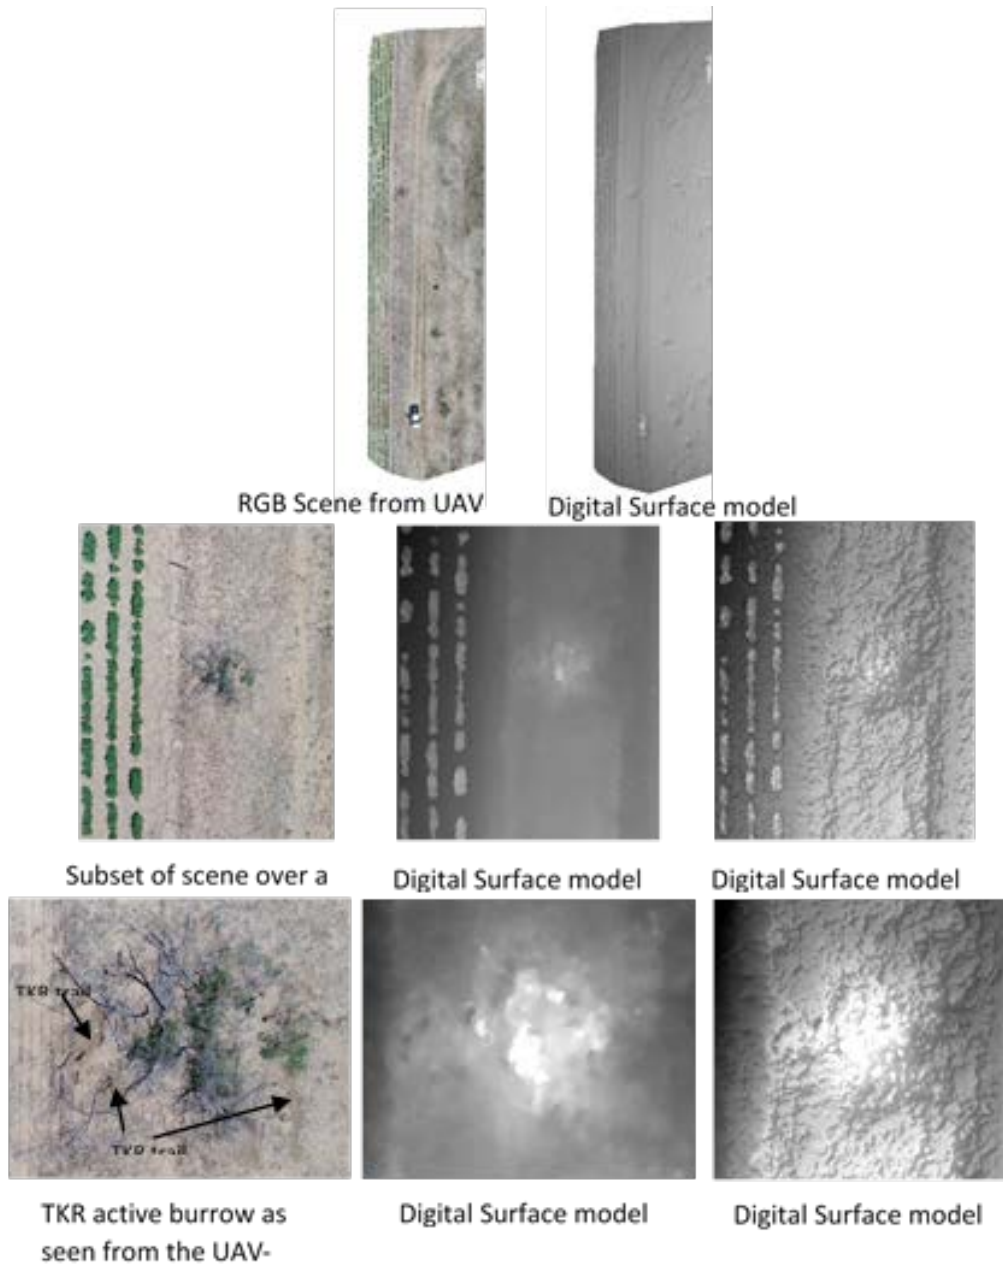 RGB Scene from UAV
Digital Surface model
Subset of scene over a
Digital Surface model
Digital Surface model
TKR trail
TKR trail
TKR active burrow as
seen from the UAV-
Digital Surface model
Digital Surface model